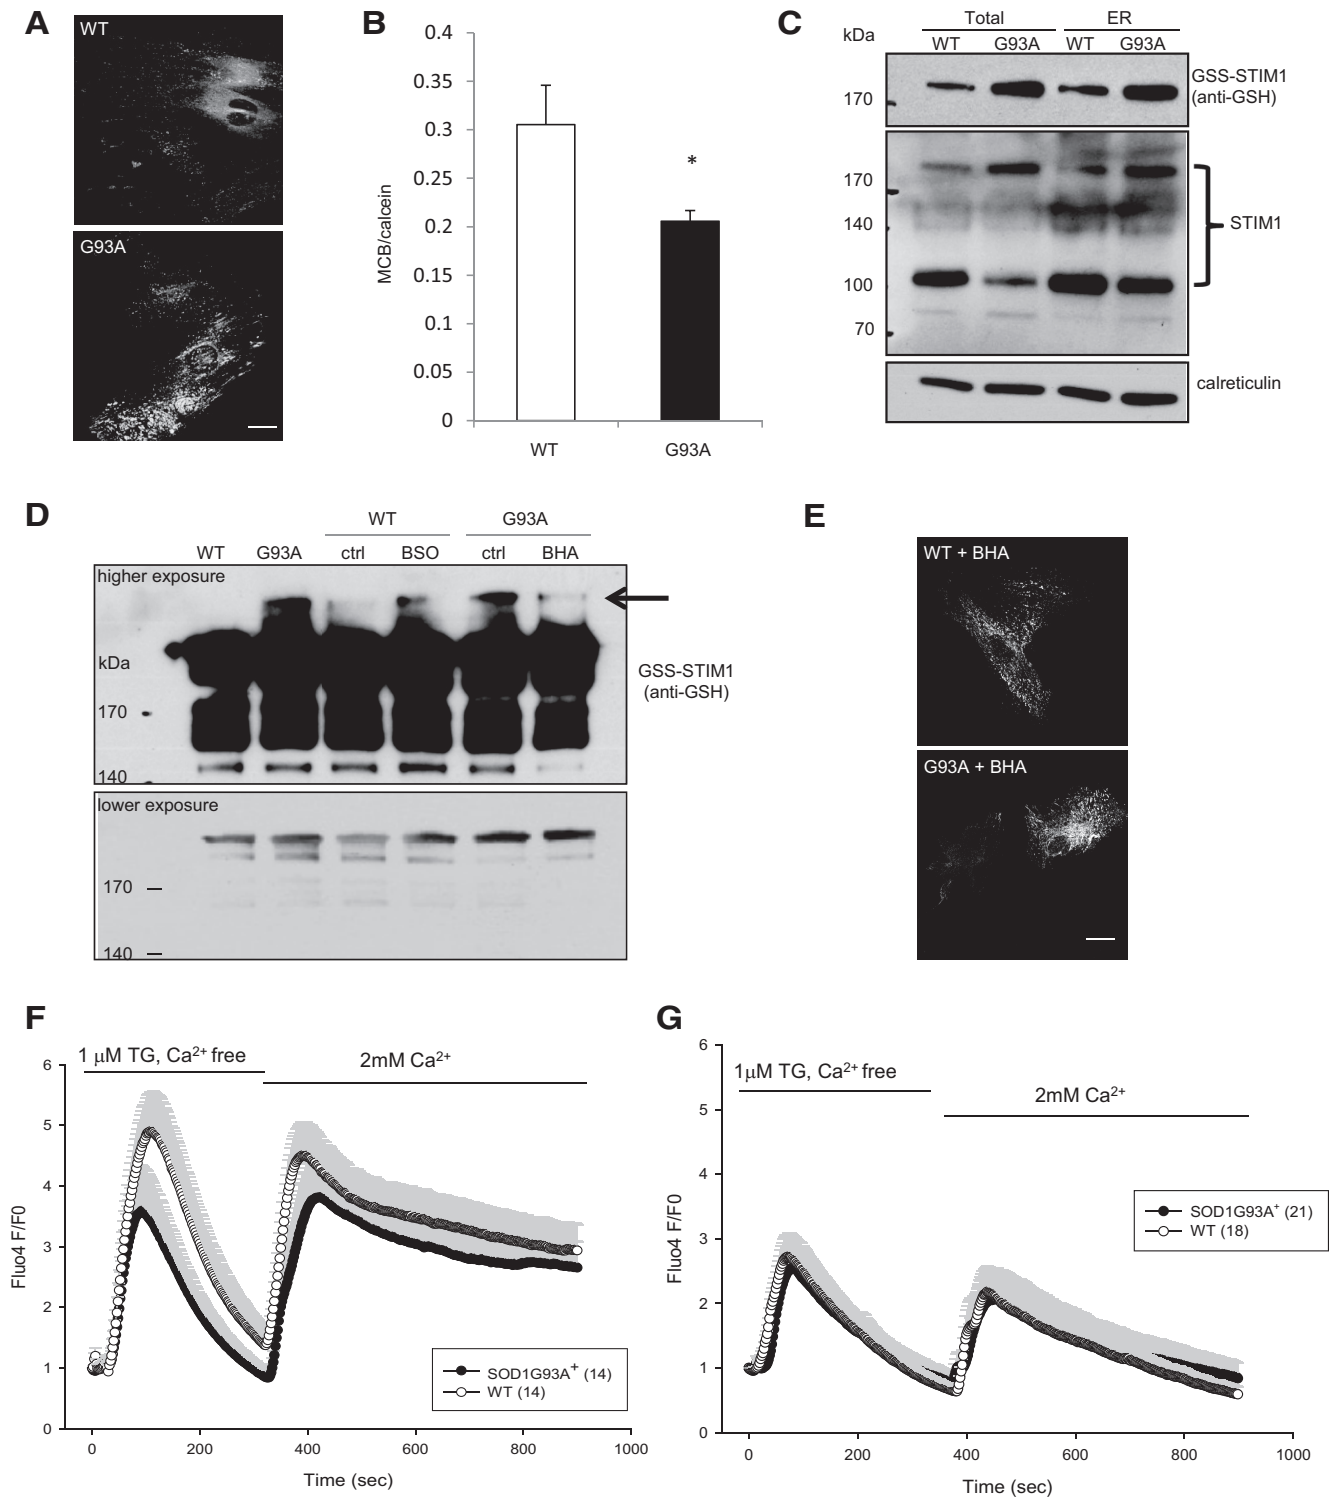 A
WT
G93A
B
0.4
0.35
0.3
0.25
0.2
0.15
0.1
0.05
0
MCB/calcein
*
WT
G93A
C
kDa
Total
ER
WT
G93A
WT
G93A
170
GSS-STIM1
(anti-GSH)
170
140
100
70
STIM1
calreticulin
D
WT
G93A
WT
G93A
ctrl
BSO
ctrl
BHA
higher exposure
kDa
170
140
GSS-STIM1
(anti-GSH)
lower exposure
170
140
E
WT + BHA
G93A + BHA
F
1 μM TG, Ca²⁺ free
2mM Ca²⁺
6
5
4
3
2
1
0
Fluo4 F/F0
SOD1G93A⁺ (14)
WT (14)
0
200
400
600
800
1000
Time (sec)
G
1μM TG, Ca²⁺ free
2mM Ca²⁺
6
5
4
3
2
1
0
Fluo4 F/F0
SOD1G93A⁺ (21)
WT (18)
0
200
400
600
800
1000
Time (sec)